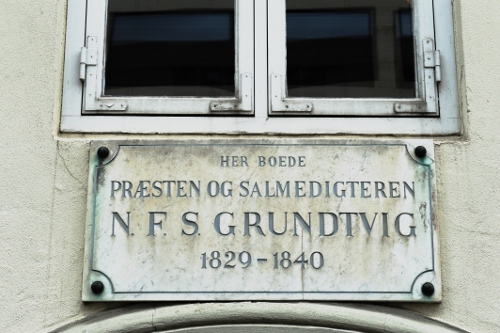 HER BOEDE
PRÆSTEN OG SALMEDIGTEREN
N. F. S. GRUNDTVIG
1829-1840